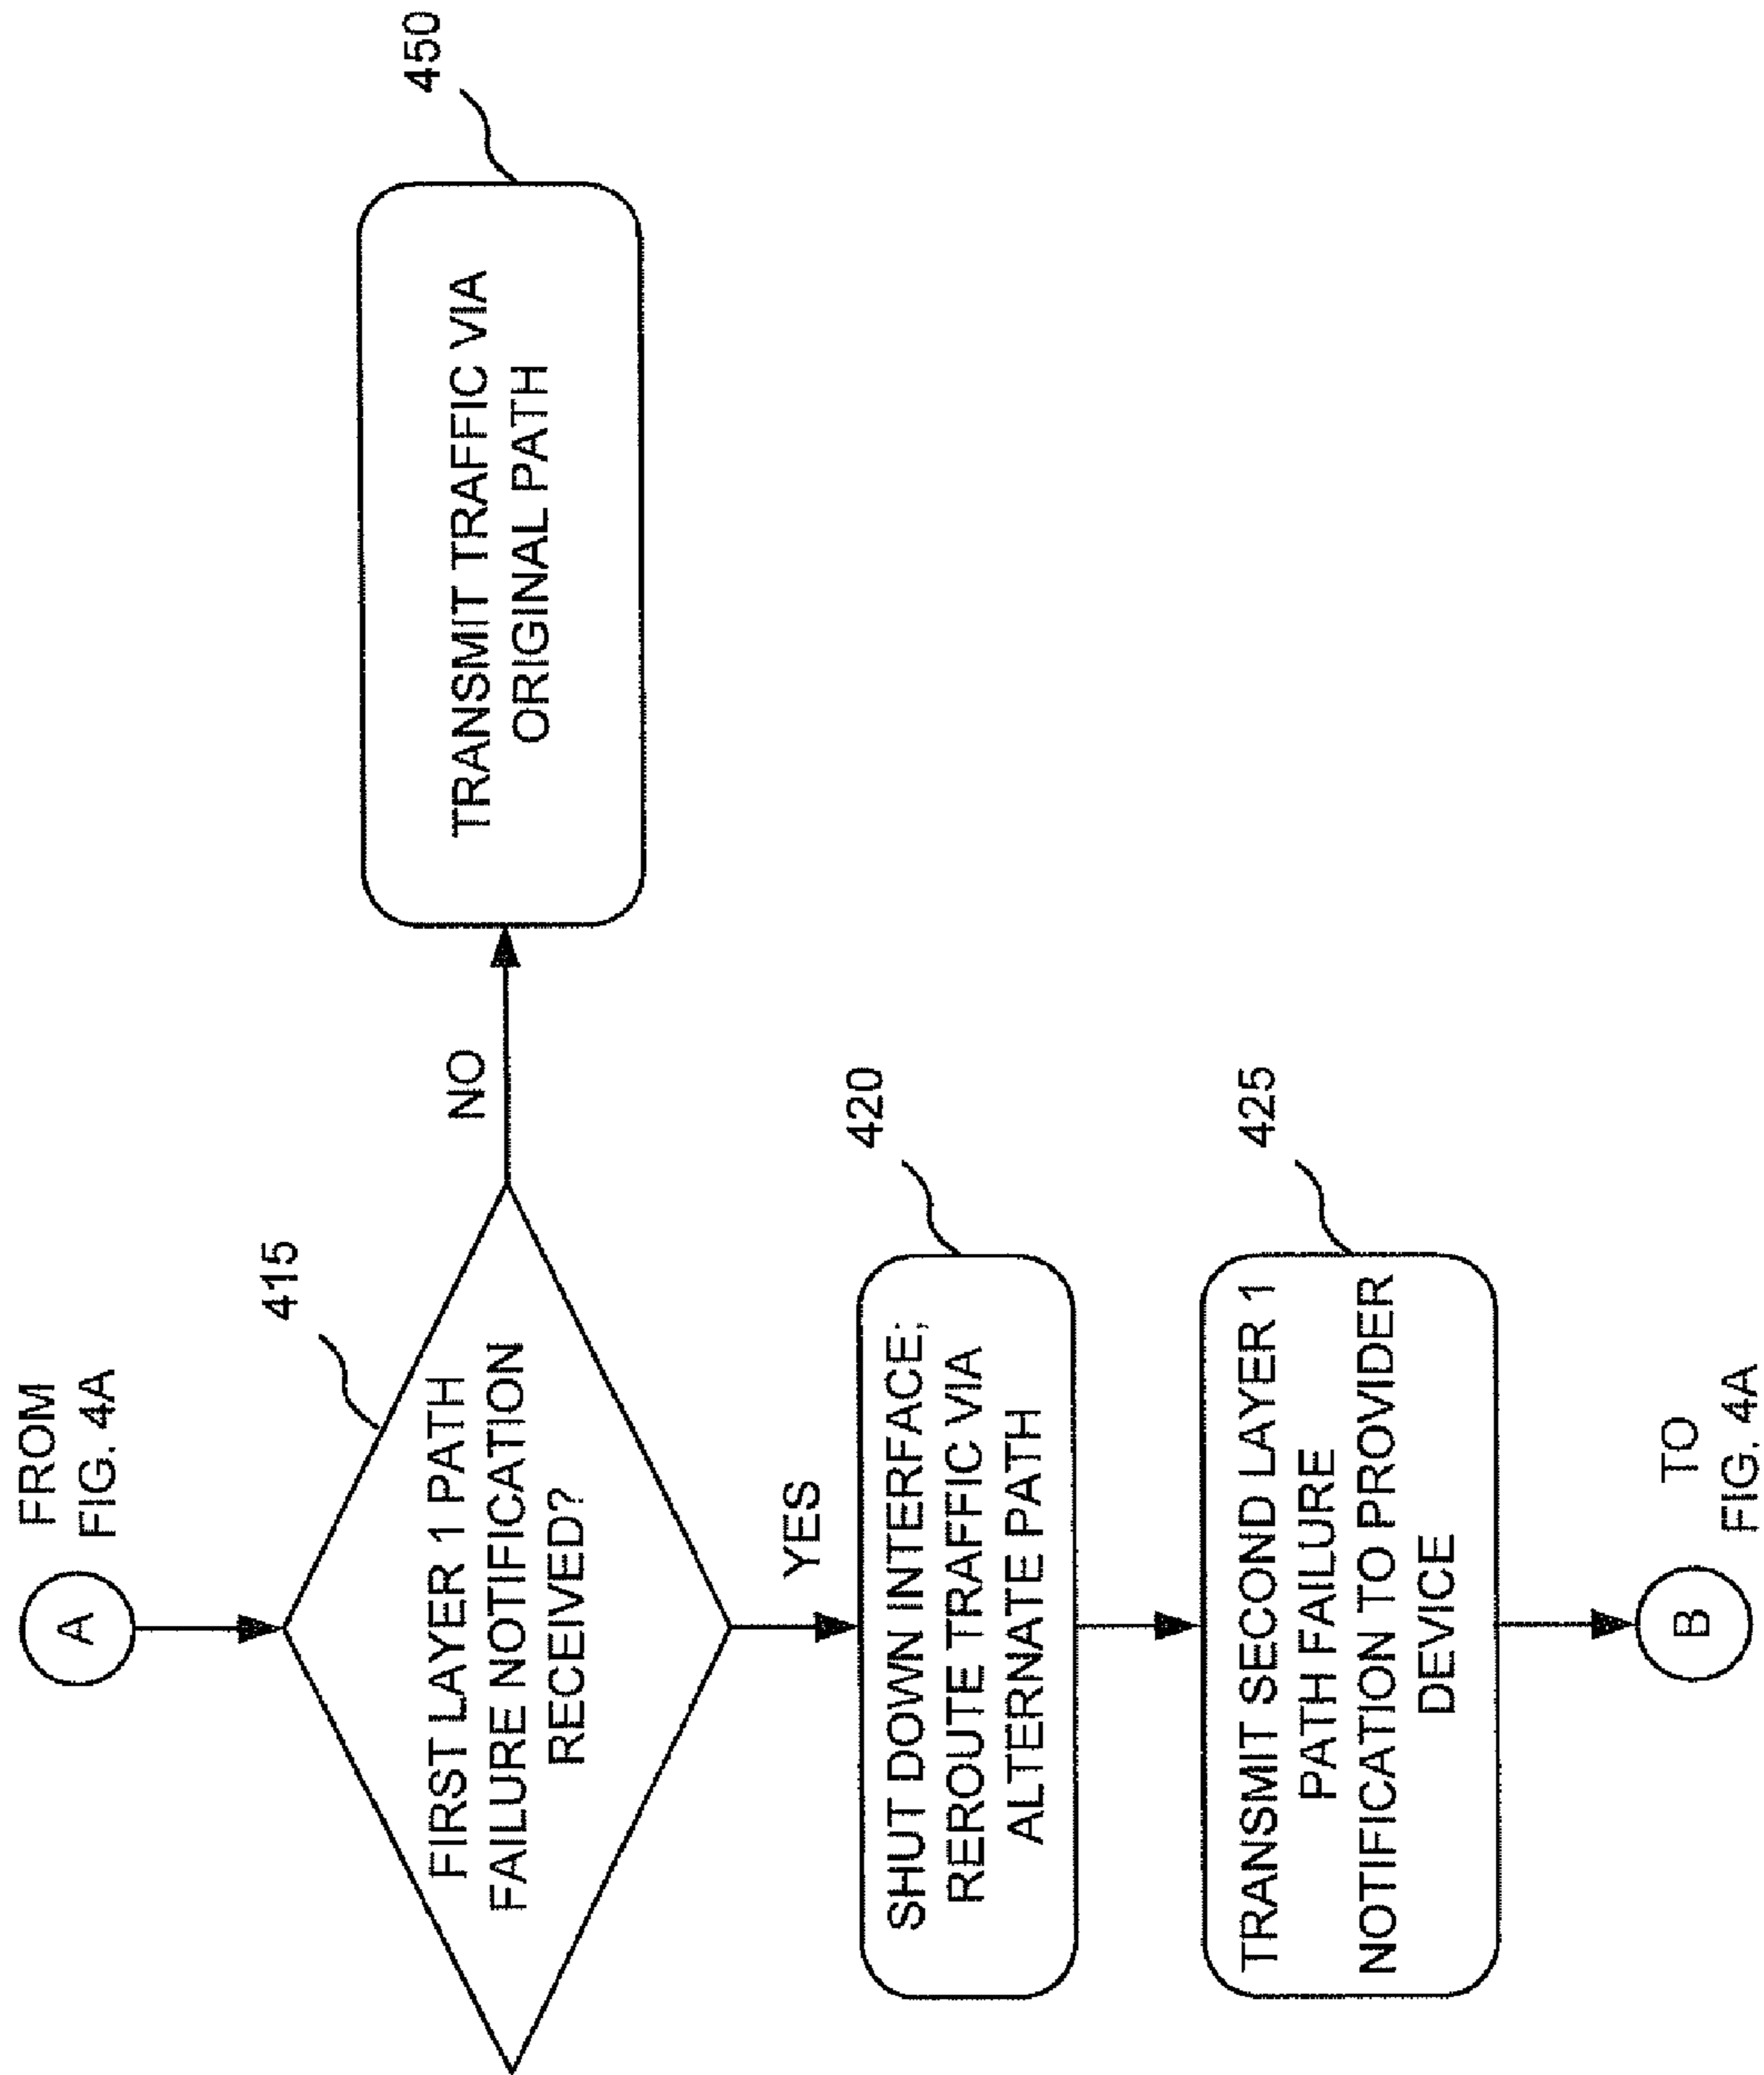 FROM
FIG. 4A
A
415
FIRST LAYER 1 PATH
FAILURE NOTIFICATION
RECEIVED?
NO
450
TRANSMIT TRAFFIC VIA
ORIGINAL PATH
YES
420
SHUT DOWN INTERFACE;
REROUTE TRAFFIC VIA
ALTERNATE PATH
425
TRANSMIT SECOND LAYER 1
PATH FAILURE
NOTIFICATION TO PROVIDER
DEVICE
B
TO
FIG. 4A